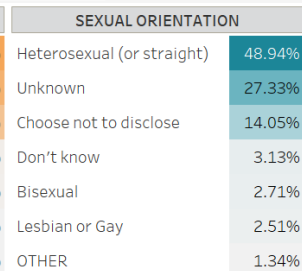 SEXUAL ORIENTATION
Heterosexual (or straight) 48.94%
Unknown 27.33%
Choose not to disclose 14.05%
Don't know 3.13%
Bisexual 2.71%
Lesbian or Gay 2.51%
OTHER 1.34%